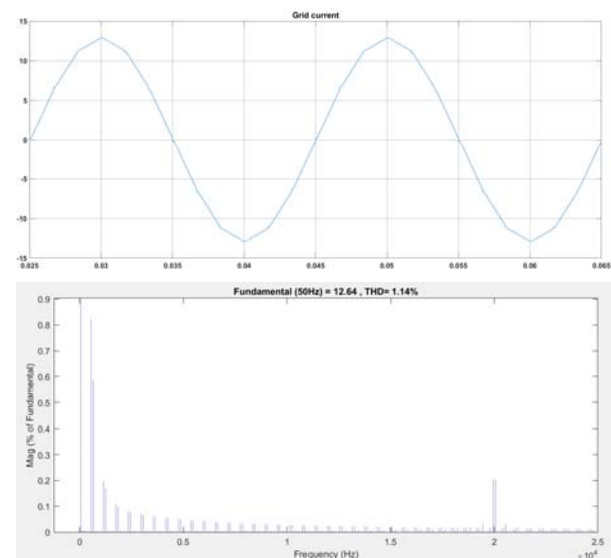 Grid current
15
10
5
0
-5
-10
-15
0.025 0.03 0.035 0.04 0.045 0.05 0.055 0.06 0.065
Fundamental (50Hz) = 12.64 , THD= 1.14%
Mag (% of Fundamental)
0.9
0.8
0.7
0.6
0.5
0.4
0.3
0.2
0.1
0
0 0.5 1 1.5 2 2.5
Frequency (Hz)